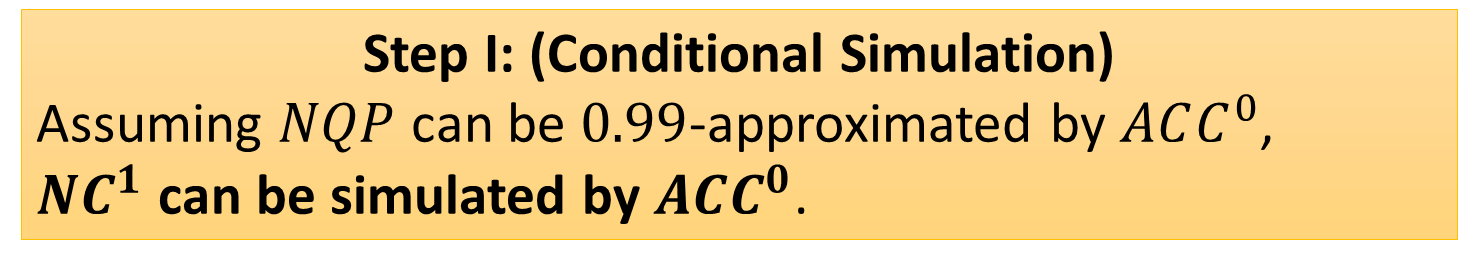 Step I: (Conditional Simulation)
Assuming NQP can be 0.99-approximated by ACC⁰,
NC¹ can be simulated by ACC⁰.